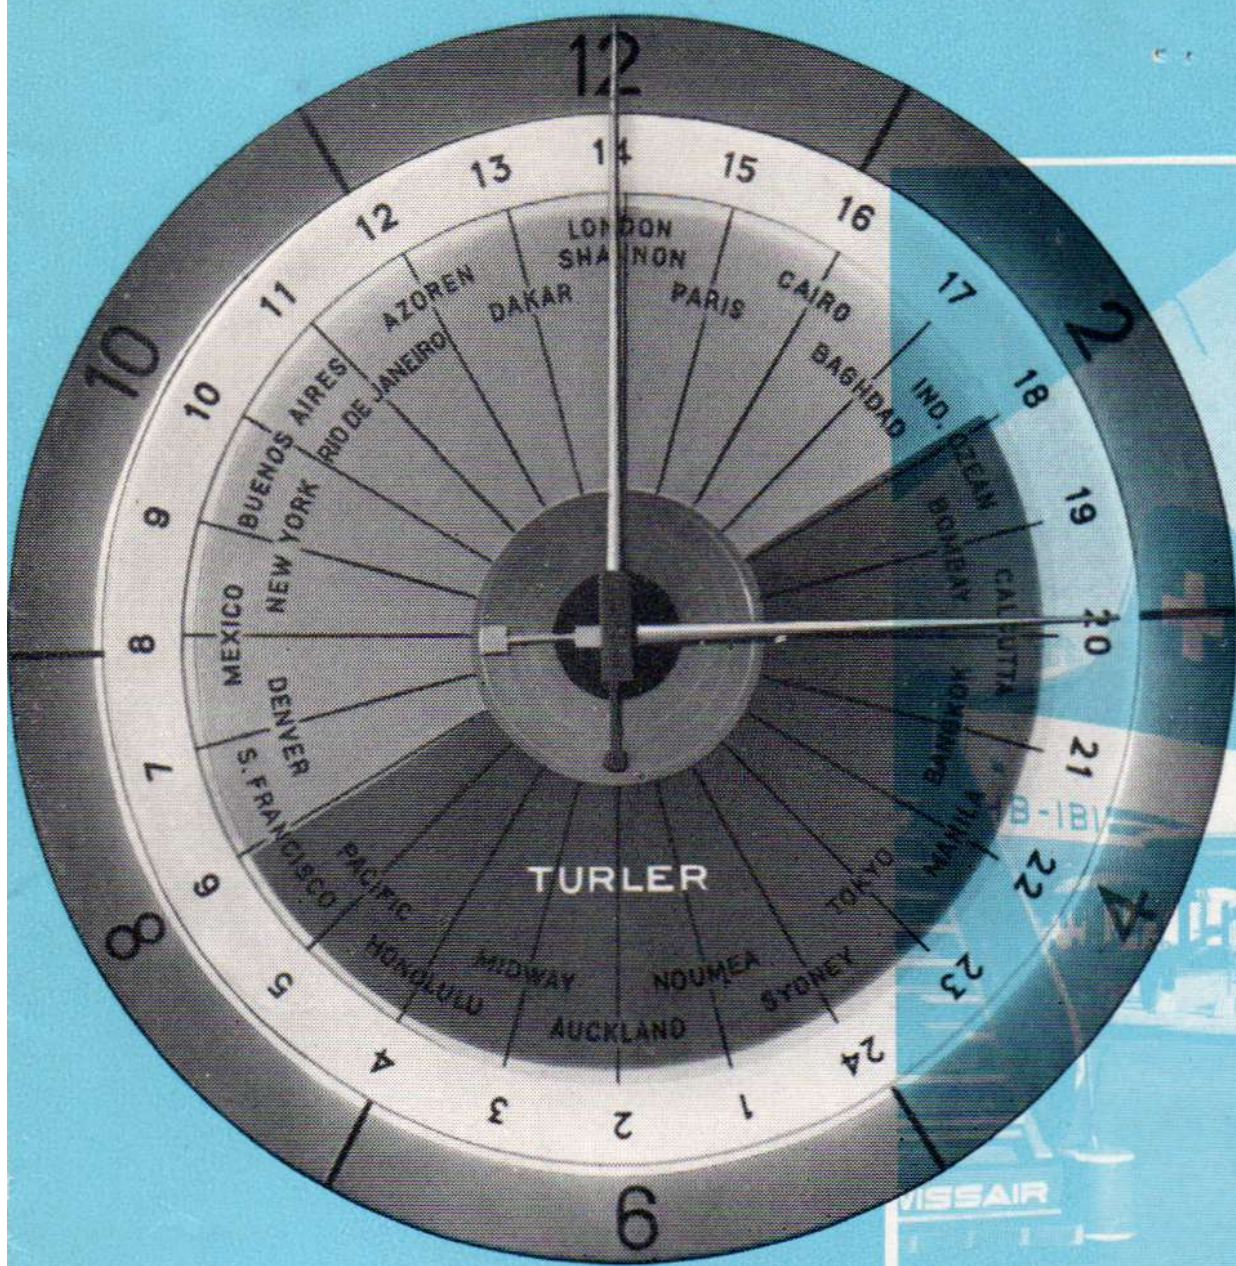 12
2
4
6
8
10
13
14
15
16
17
18
19
20
21
22
23
24
1
2
3
4
5
6
7
8
9
10
11
12
LONDON
SHANNON
PARIS
CAIRO
BAGHDAD
IND. OZEAN
BOMBAY
CALCUTTA
BANGKOK
MANILA
TOKYO
SYDNEY
NOUMEA
AUCKLAND
MIDWAY
HONOLULU
PACIFIC
S. FRANCISCO
DENVER
MEXICO
NEW YORK
BUENOS AIRES
RIO DE JANEIRO
AZOREN
DAKAR
TURLER
B-IBI
WISSAIR